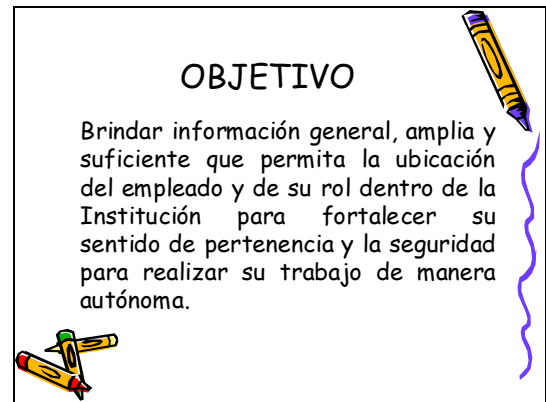 OBJETIVO
Brindar información general, amplia y
suficiente que permita la ubicación
del empleado y de su rol dentro de la
Institución para fortalecer su
sentido de pertenencia y la seguridad
para realizar su trabajo de manera
autónoma.